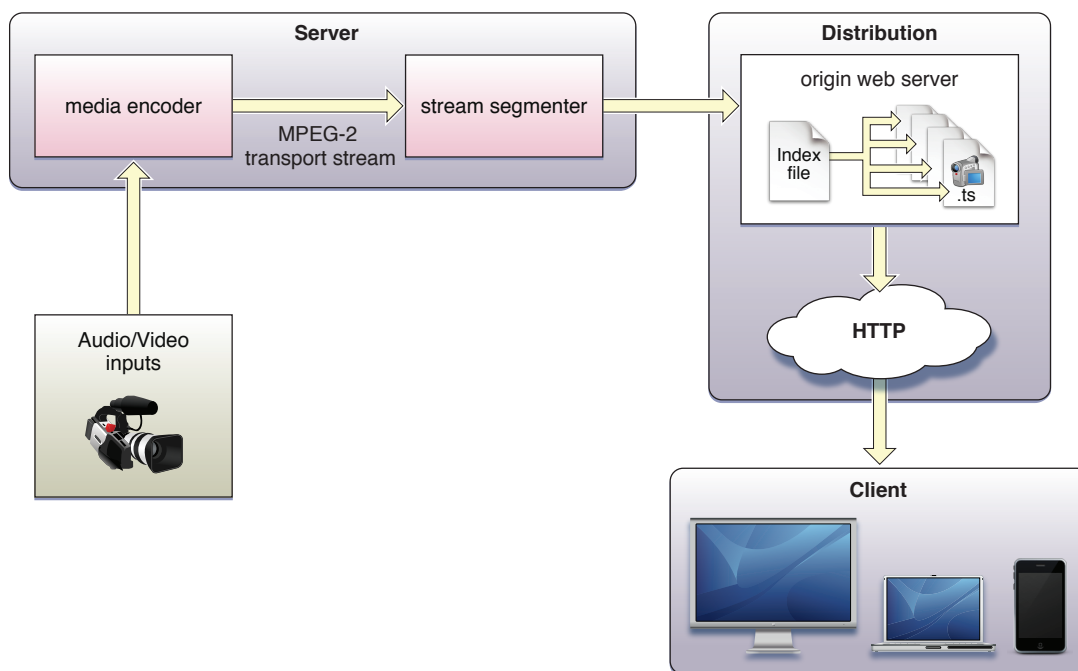 Server
media encoder
MPEG-2
transport stream
stream segmenter
Distribution
origin web server
Index
file
.ts
HTTP
Audio/Video
inputs
Client